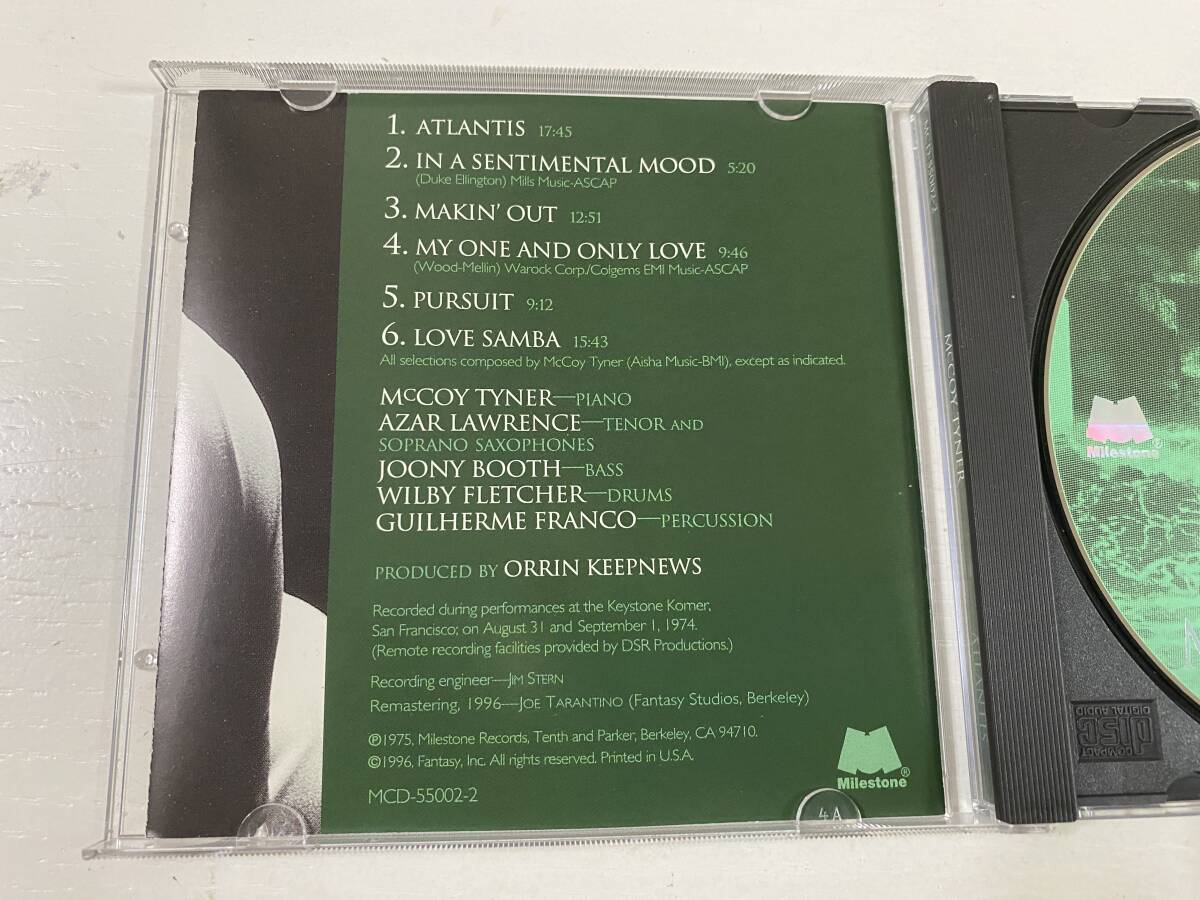 1. ATLANTIS 17:45
2. IN A SENTIMENTAL MOOD 5:20
(Duke Ellington) Mills Music-ASCAP
3. MAKIN' OUT 12:51
4. MY ONE AND ONLY LOVE 9:46
(Wood-Mellin) Warock Corp./Colgems EMI Music-ASCAP
5. PURSUIT 9:12
6. LOVE SAMBA 15:43
All selections composed by McCoy Tyner (Aisha Music-BMI), except as indicated.
McCOY TYNER—PIANO
AZAR LAWRENCE—TENOR AND
SOPRANO SAXOPHONES
JOONY BOOTH—BASS
WILBY FLETCHER—DRUMS
GUILHERME FRANCO—PERCUSSION
PRODUCED BY ORRIN KEEPNEWS
Recorded during performances at the Keystone Korner,
San Francisco; on August 31 and September 1, 1974.
(Remote recording facilities provided by DSR Productions.)
Recording engineer—JIM STERN
Remastering, 1996—JOE TARANTINO (Fantasy Studios, Berkeley)
℗1975, Milestone Records, Tenth and Parker, Berkeley, CA 94710.
©1996, Fantasy, Inc. All rights reserved. Printed in U.S.A.
MCD-55002-2
Milestone®
4A
McCOY TYNER
ATLANTIS
Milestone®
COMPACT
disc
DIGITAL AUDIO